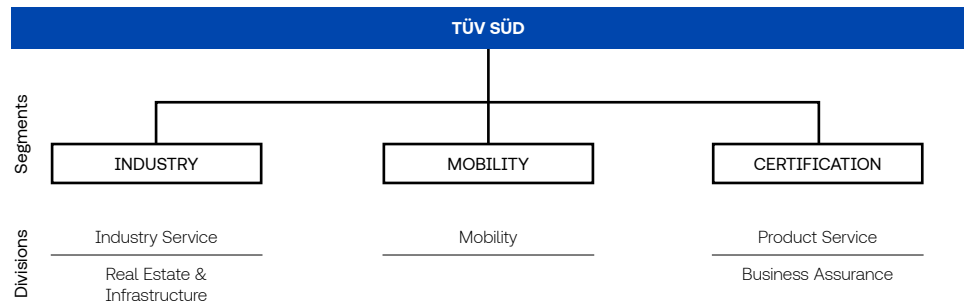 TÜV SÜD
Segments
INDUSTRY
MOBILITY
CERTIFICATION
Divisions
Industry Service
Mobility
Product Service
Real Estate &
Infrastructure
Business Assurance